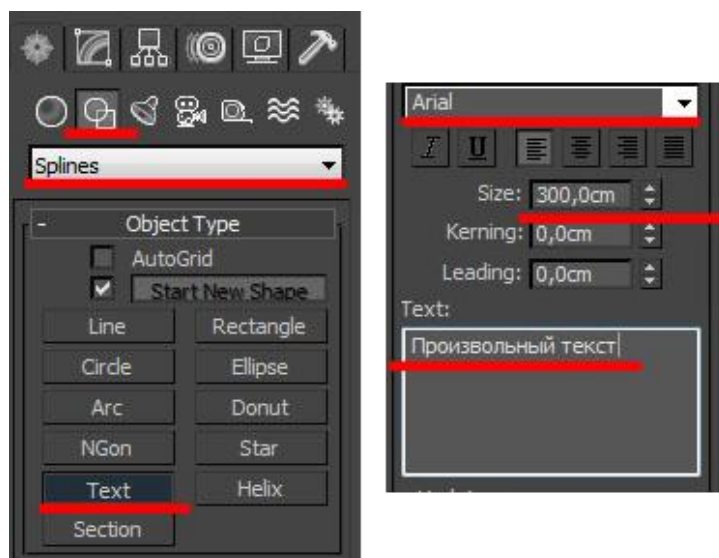 Splines
- Object Type
AutoGrid
Start New Shape
Line Rectangle
Circle Ellipse
Arc Donut
NGon Star
Text Helix
Section
Arial
I U
Size: 300,0cm
Kerning: 0,0cm
Leading: 0,0cm
Text:
Произвольный текст